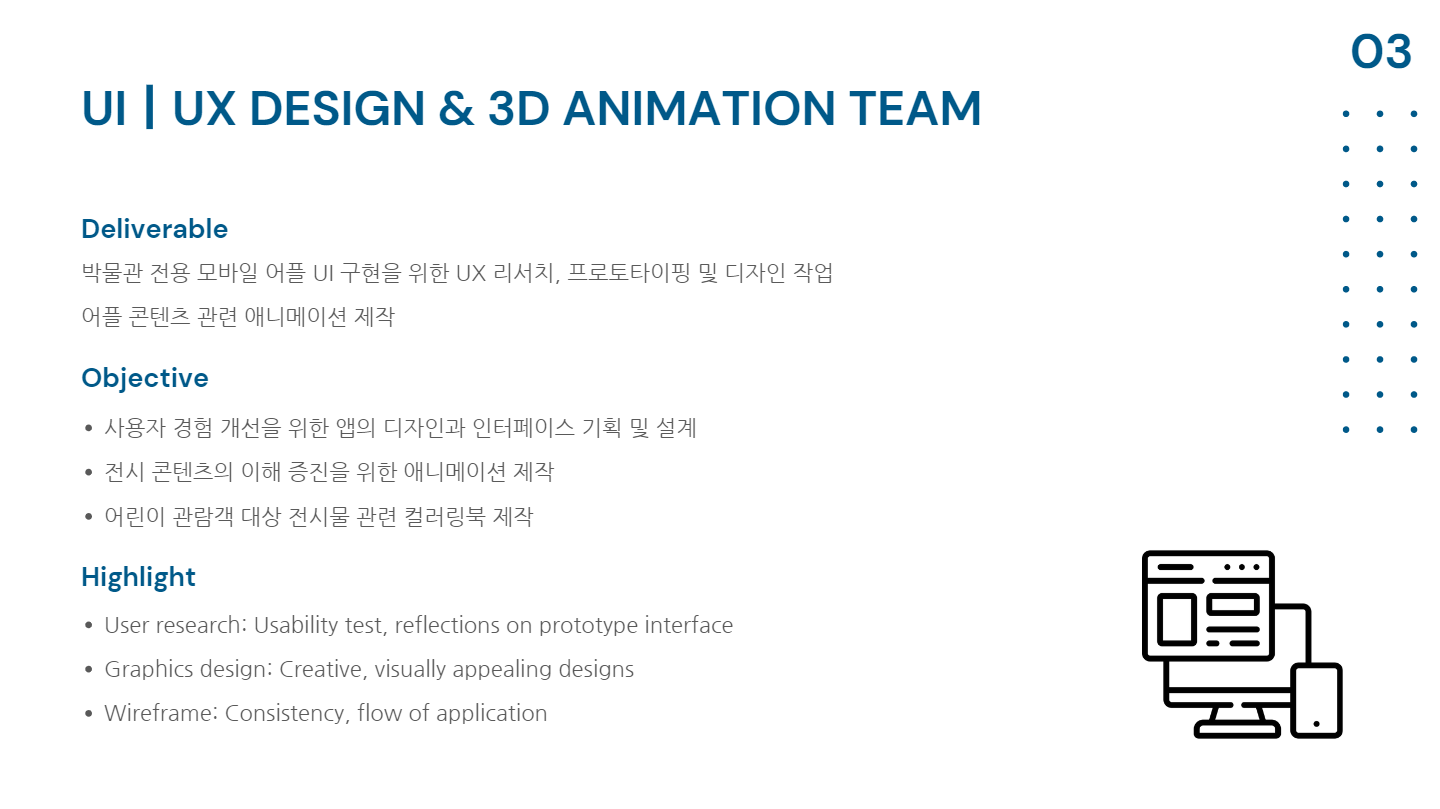 03
UI | UX DESIGN & 3D ANIMATION TEAM
Deliverable
박물관 전용 모바일 어플 UI 구현을 위한 UX 리서치, 프로토타이핑 및 디자인 작업
어플 콘텐츠 관련 애니메이션 제작
Objective
• 사용자 경험 개선을 위한 앱의 디자인과 인터페이스 기획 및 설계
• 전시 콘텐츠의 이해 증진을 위한 애니메이션 제작
• 어린이 관람객 대상 전시물 관련 컬러링북 제작
Highlight
• User research: Usability test, reflections on prototype interface
• Graphics design: Creative, visually appealing designs
• Wireframe: Consistency, flow of application